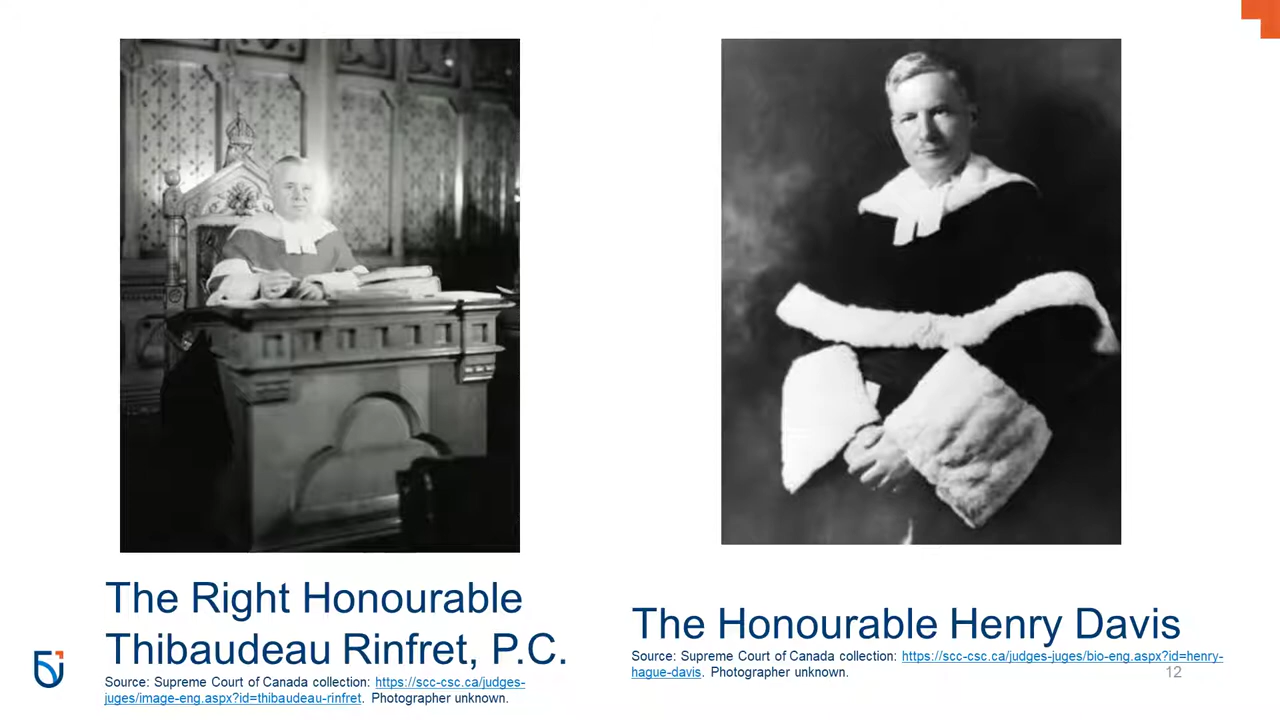 The Right Honourable
Thibaudeau Rinfret, P.C.
Source: Supreme Court of Canada collection: https://scc-csc.ca/judges-
juges/image-eng.aspx?id=thibaudeau-rinfret. Photographer unknown.
The Honourable Henry Davis
Source: Supreme Court of Canada collection: https://scc-csc.ca/judges-juges/bio-eng.aspx?id=henry-
hague-davis. Photographer unknown.
12